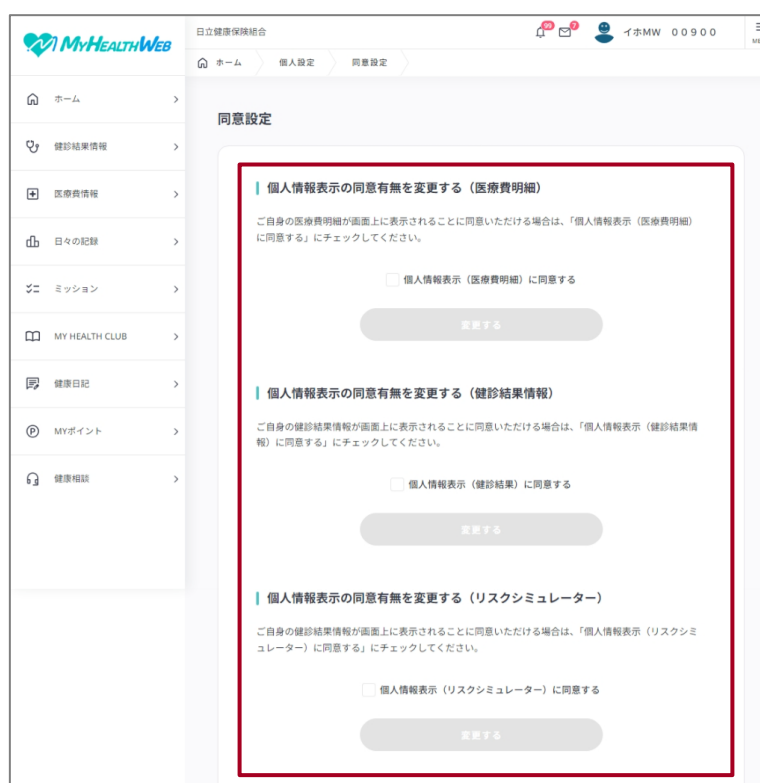 MYHEALTHWEB
日立健康保険組合
99
7
イホMW 00900
ホーム
個人設定
同意設定
ホーム
健診結果情報
医療費情報
日々の記録
ミッション
MY HEALTH CLUB
健康日記
MYポイント
健康相談
同意設定
個人情報表示の同意有無を変更する（医療費明細）
ご自身の医療費明細が画面上に表示されることに同意いただける場合は、「個人情報表示（医療費明細）
に同意する」にチェックしてください。
個人情報表示（医療費明細）に同意する
変更する
個人情報表示の同意有無を変更する（健診結果情報）
ご自身の健診結果情報が画面上に表示されることに同意いただける場合は、「個人情報表示（健診結果情
報）に同意する」にチェックしてください。
個人情報表示（健診結果）に同意する
変更する
個人情報表示の同意有無を変更する（リスクシミュレーター）
ご自身の健診結果情報が画面上に表示されることに同意いただける場合は、「個人情報表示（リスクシミ
ュレーター）に同意する」にチェックしてください。
個人情報表示（リスクシミュレーター）に同意する
変更する